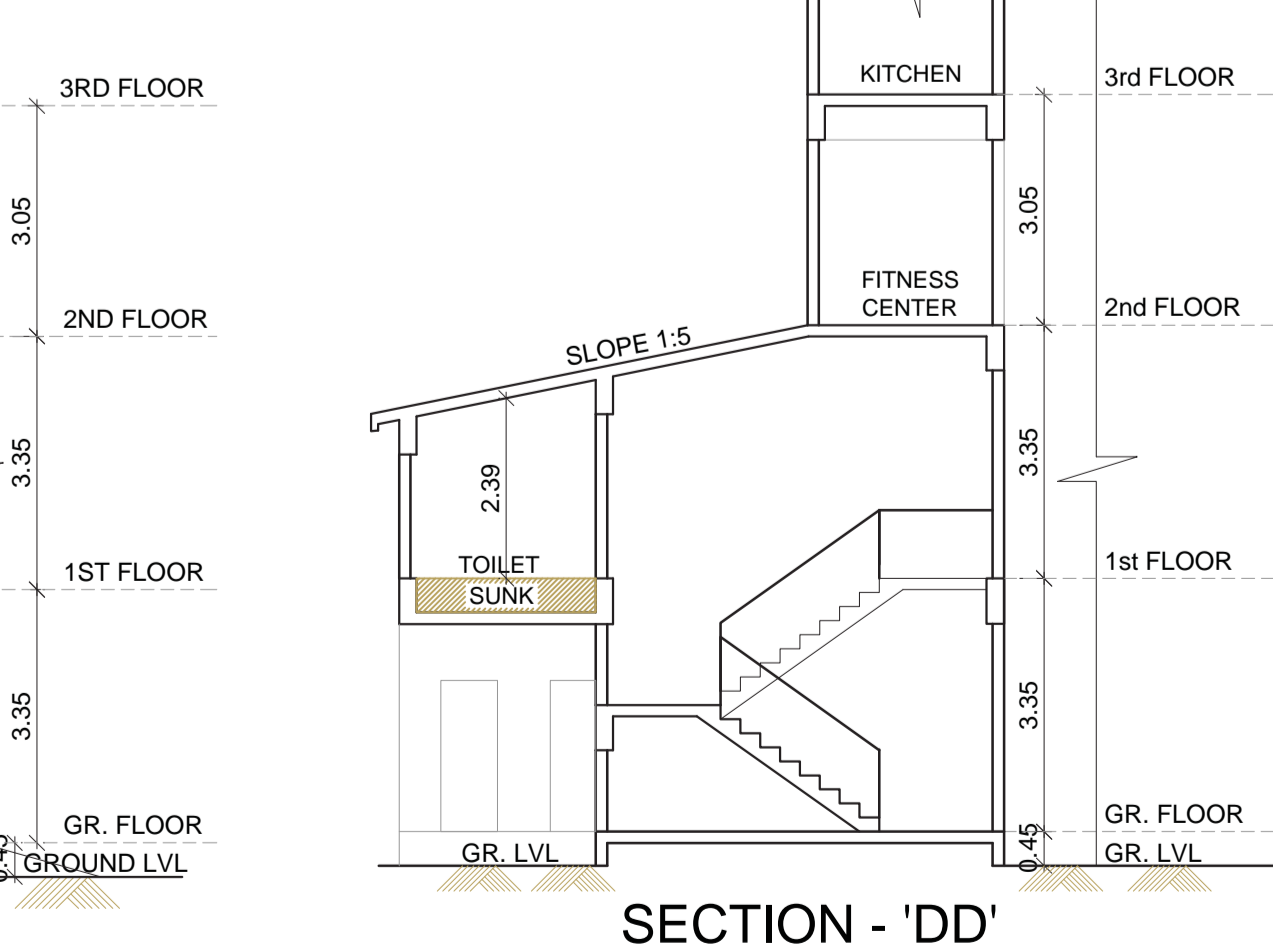 KITCHEN
3RD FLOOR
3rd FLOOR
3.05
3.05
FITNESS
CENTER
2ND FLOOR
2nd FLOOR
SLOPE 1:5
3.35
2.39
3.35
TOILET
1ST FLOOR
1st FLOOR
SUNK
3.35
3.35
GR. FLOOR
GR. FLOOR
0.45
0.45
GROUND LVL
GR. LVL
GR. LVL
SECTION - 'DD'